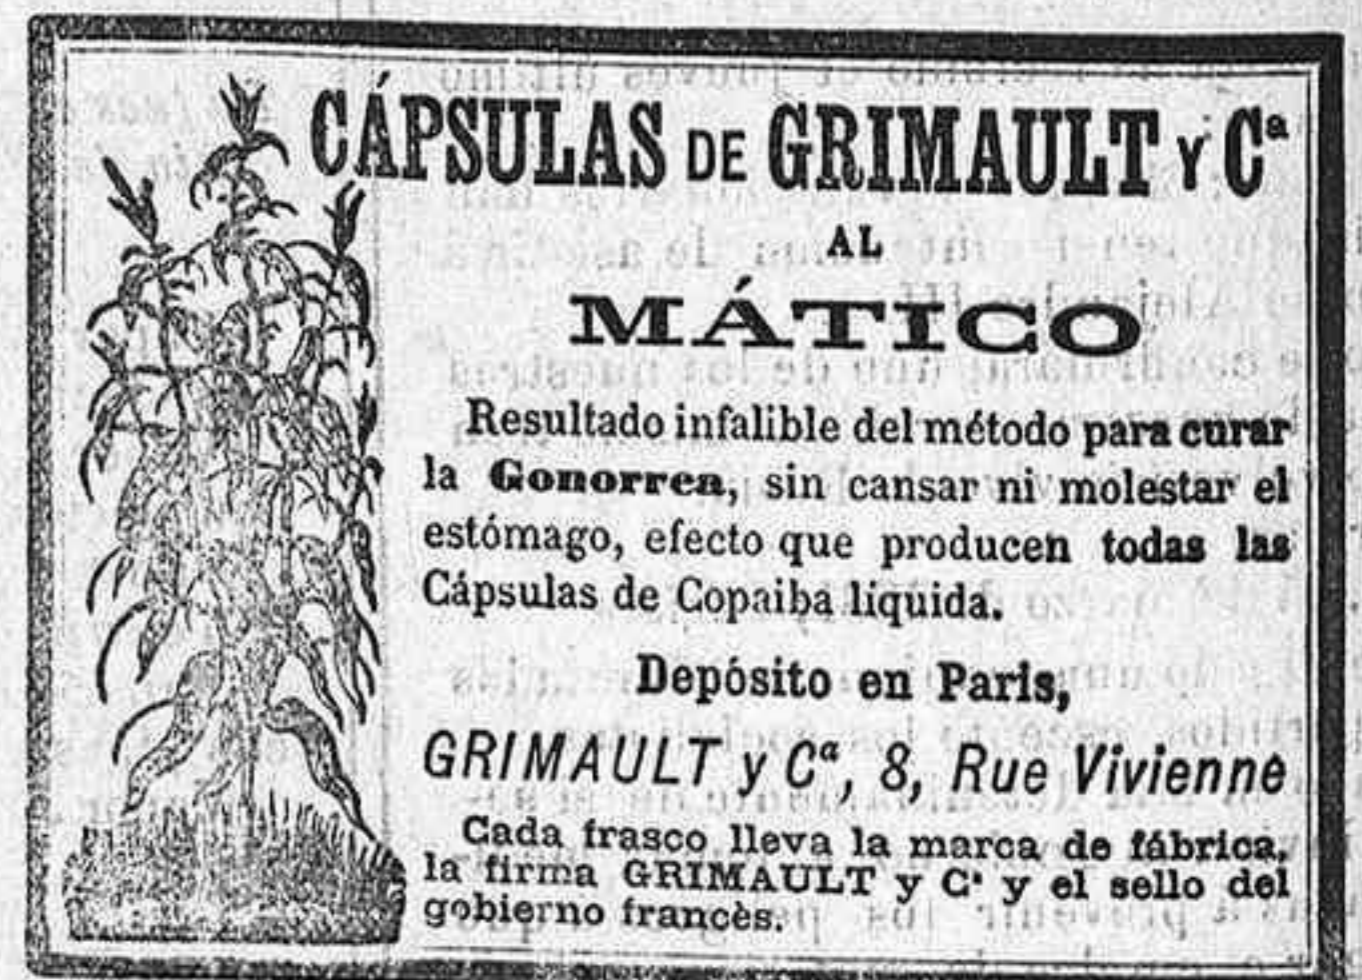 CÁPSULAS DE GRIMAULT Y Cª
AL
MÁTICO
Resultado infalible del método para curar
la Gonorrea, sin cansar ni molestar el
estómago, efecto que producen todas las
Cápsulas de Copaiba líquida.
Depósito en Paris,
GRIMAULT y Cª, 8, Rue Vivienne
Cada frasco lleva la marca de fábrica,
la firma GRIMAULT y Cª y el sello del
gobierno francès.